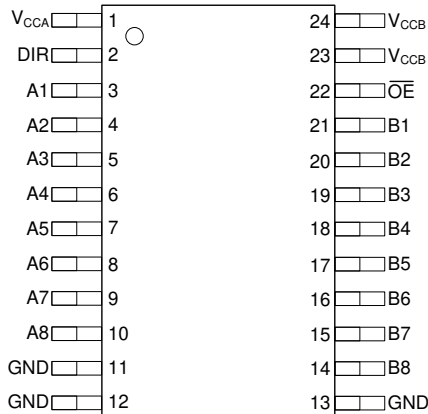 VCCA 1 24 VCCB
DIR 2 23 VCCB
A1 3 22 O̅E̅
A2 4 21 B1
A3 5 20 B2
A4 6 19 B3
A5 7 18 B4
A6 8 17 B5
A7 9 16 B6
A8 10 15 B7
GND 11 14 B8
GND 12 13 GND